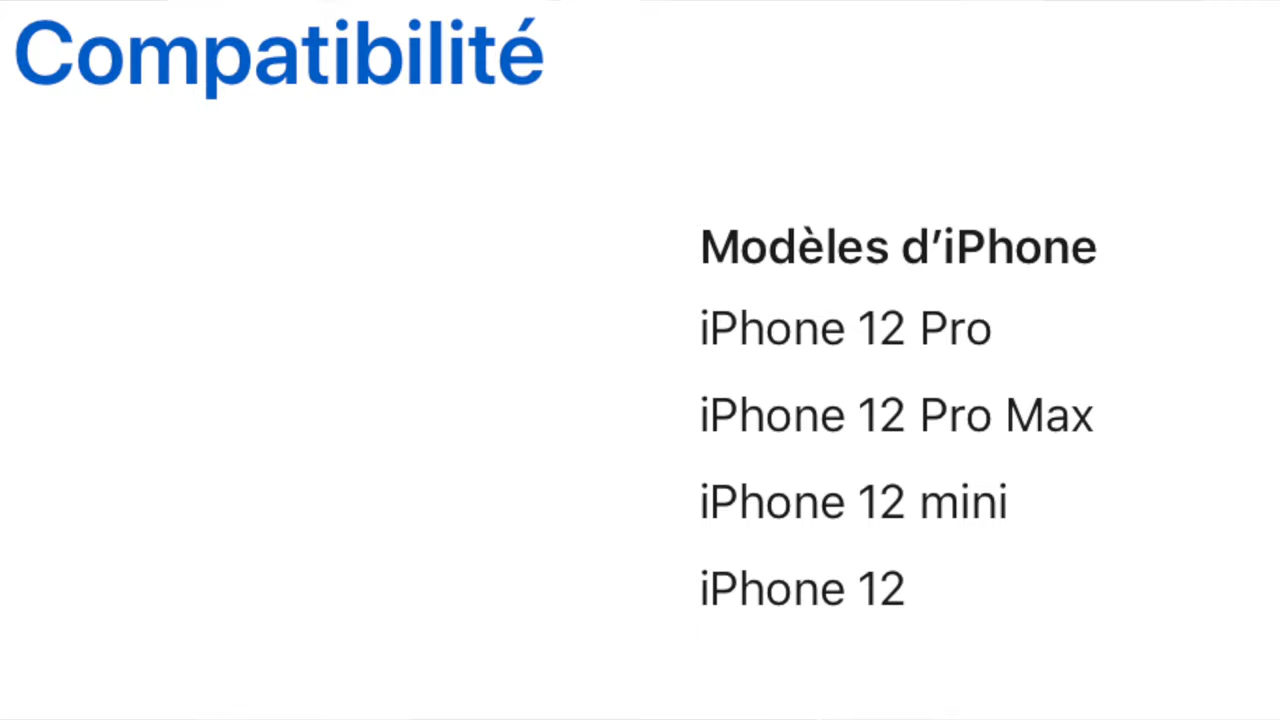 Compatibilité
Modèles d’iPhone
iPhone 12 Pro
iPhone 12 Pro Max
iPhone 12 mini
iPhone 12